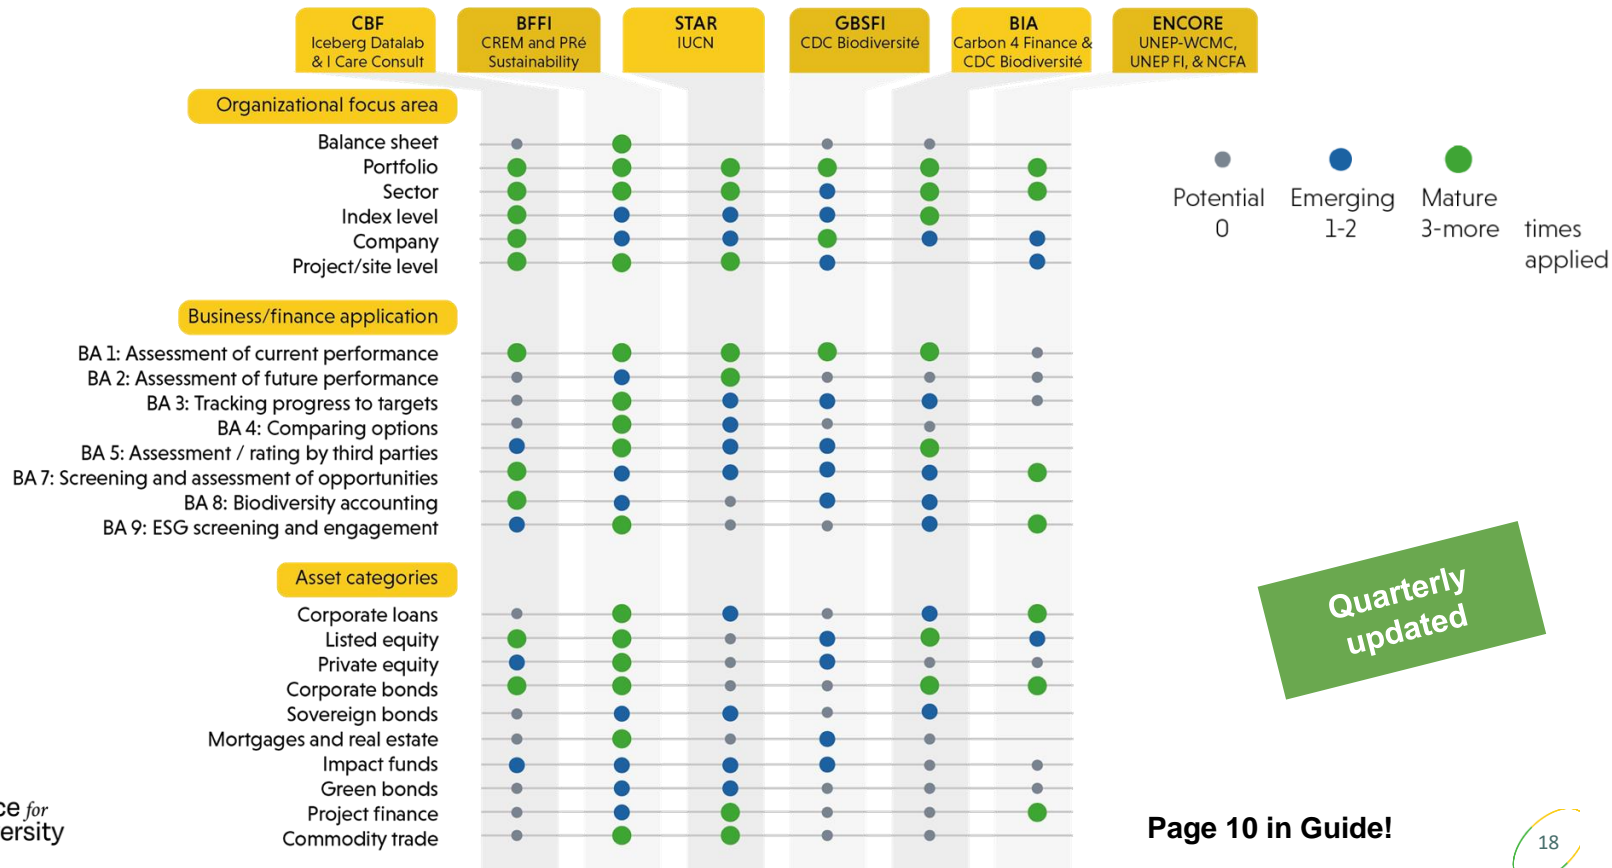 CBF
Iceberg Datalab
& I Care Consult
BFFI
CREM and PRé
Sustainability
STAR
IUCN
GBSFI
CDC Biodiversité
BIA
Carbon 4 Finance &
CDC Biodiversité
ENCORE
UNEP-WCMC,
UNEP FI, & NCFA
Organizational focus area
Balance sheet
Portfolio
Sector
Index level
Company
Project/site level
Potential
0
Emerging
1-2
Mature
3-more
times
applied
Business/finance application
BA 1: Assessment of current performance
BA 2: Assessment of future performance
BA 3: Tracking progress to targets
BA 4: Comparing options
BA 5: Assessment / rating by third parties
BA 7: Screening and assessment of opportunities
BA 8: Biodiversity accounting
BA 9: ESG screening and engagement
Asset categories
Corporate loans
Listed equity
Private equity
Corporate bonds
Sovereign bonds
Mortgages and real estate
Impact funds
Green bonds
Project finance
Commodity trade
Quarterly
updated
ce for
ersity
Page 10 in Guide!
18